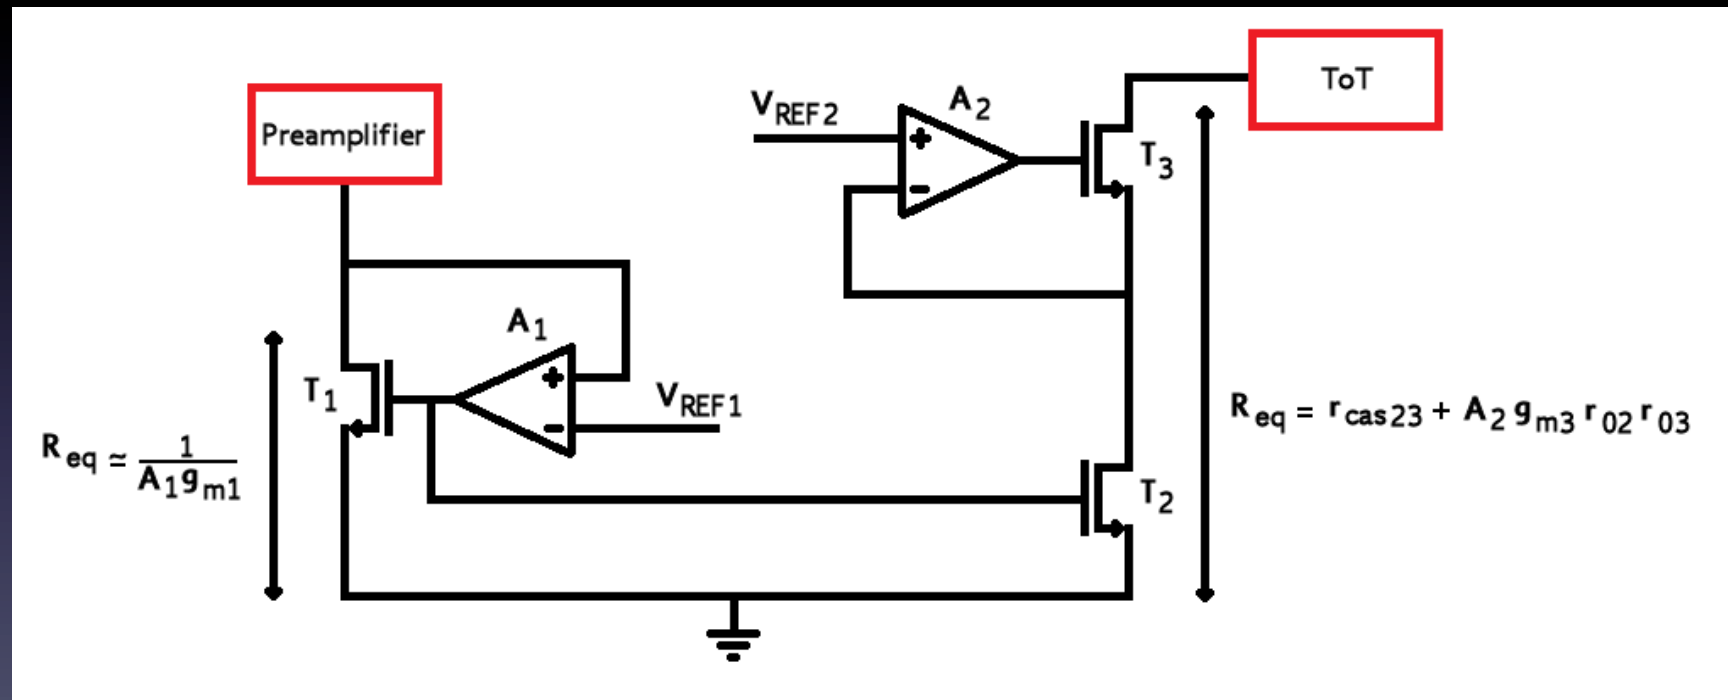 ToT
V_REF2
A_2
Preamplifier
+
T_3
-
A_1
+
T_1
V_REF1
R_eq = r_cas23 + A_2 g_m3 r_02 r_03
-
R_eq ≃ 1 / A_1 g_m1
T_2